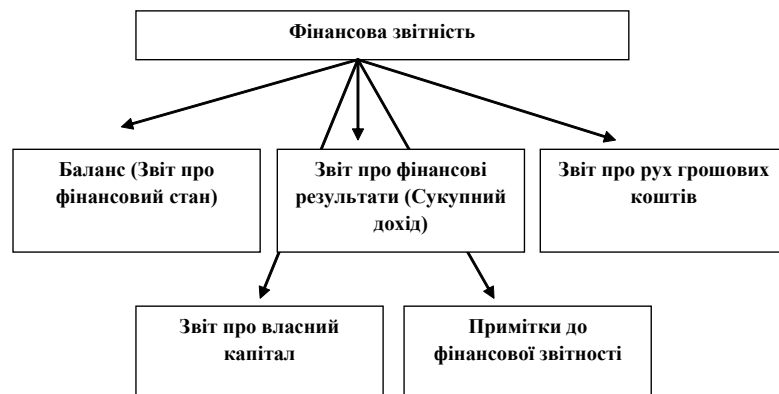 Фінансова звітність
Баланс (Звіт про
фінансовий стан)
Звіт про фінансові
результати (Сукупний
дохід)
Звіт про рух грошових
коштів
Звіт про власний
капітал
Примітки до
фінансової звітності